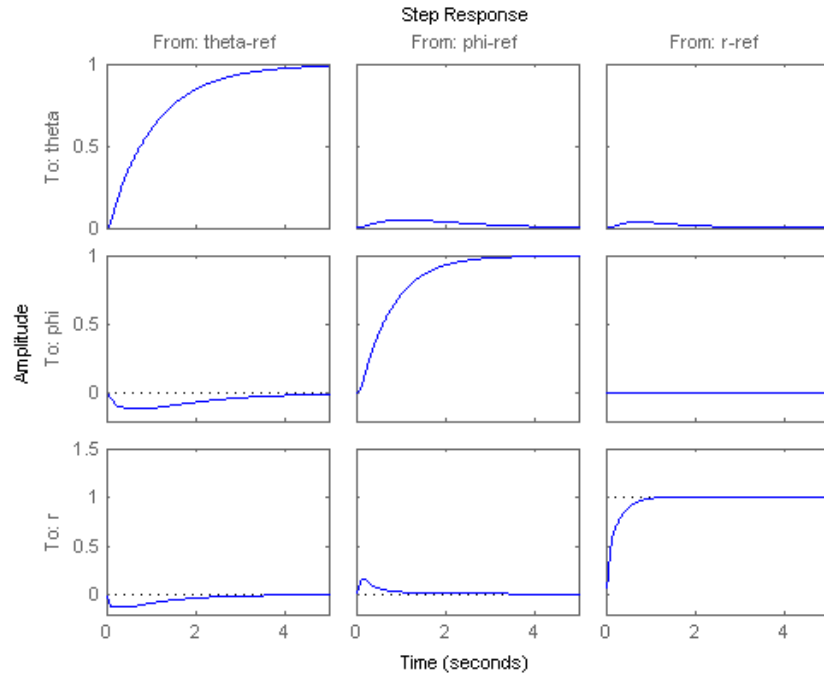 Step Response
From: theta-ref From: phi-ref From: r-ref
Amplitude
To: theta
1
0.5
0
To: phi
1
0.5
0
To: r
1.5
1
0.5
0
0 2 4 0 2 4 0 2 4
Time (seconds)